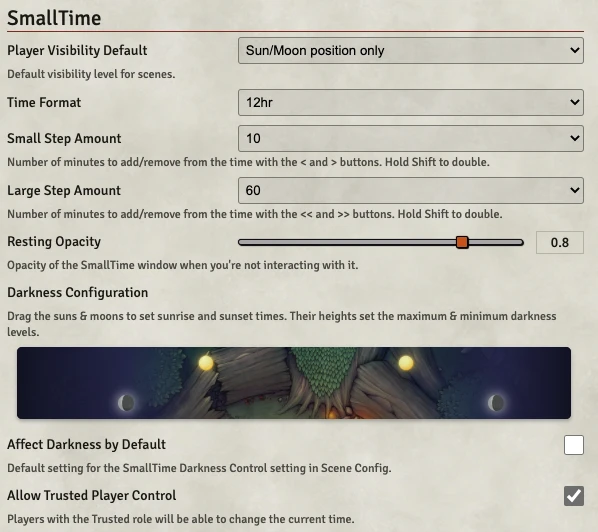 SmallTime
Player Visibility Default
Sun/Moon position only
Default visibility level for scenes.
Time Format
12hr
Small Step Amount
10
Number of minutes to add/remove from the time with the < and > buttons. Hold Shift to double.
Large Step Amount
60
Number of minutes to add/remove from the time with the << and >> buttons. Hold Shift to double.
Resting Opacity
0.8
Opacity of the SmallTime window when you're not interacting with it.
Darkness Configuration
Drag the suns & moons to set sunrise and sunset times. Their heights set the maximum & minimum darkness
levels.
Affect Darkness by Default
Default setting for the SmallTime Darkness Control setting in Scene Config.
Allow Trusted Player Control
Players with the Trusted role will be able to change the current time.